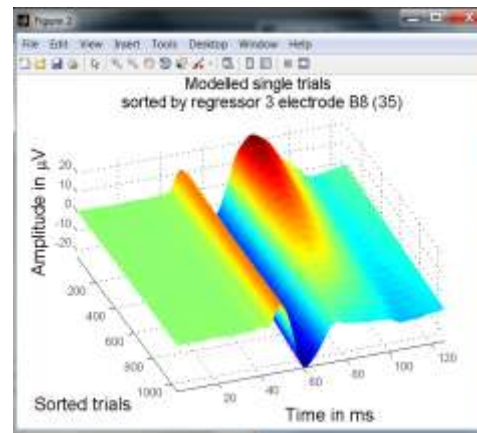 Figure 2
File Edit View Insert Tools Desktop Window Help
Modelled single trials
sorted by regressor 3 electrode B8 (35)
Amplitude in µV
20
10
0
-10
-20
200
400
600
800
1000
Sorted trials
20
40
60
80
100
120
Time in ms